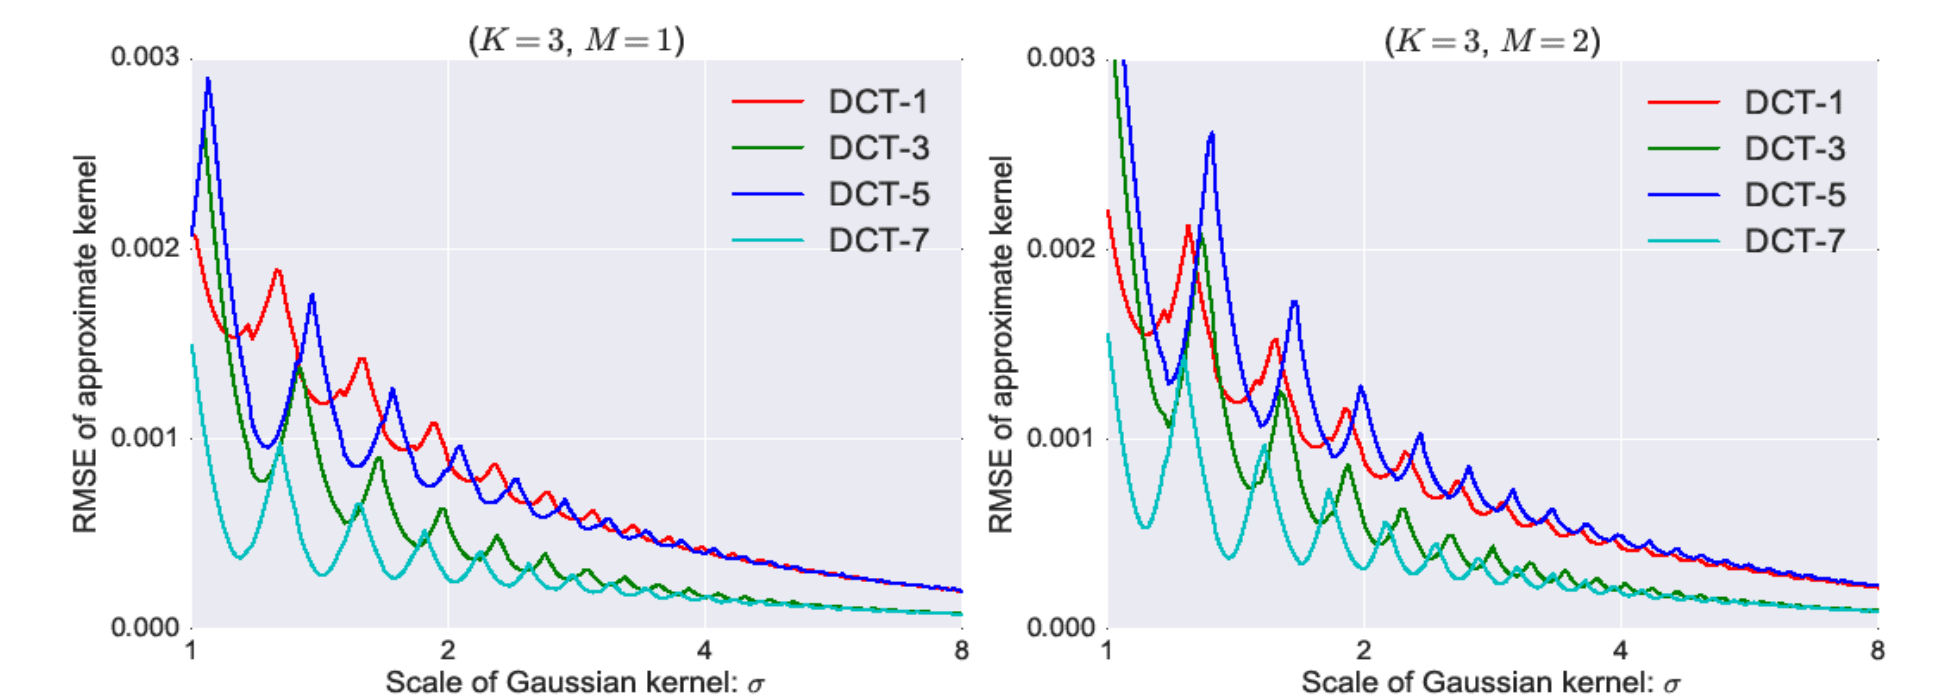 (K=3, M=1)
0.003
0.002
0.001
0.000
RMSE of approximate kernel
DCT-1
DCT-3
DCT-5
DCT-7
1 2 4 8
Scale of Gaussian kernel: σ
(K=3, M=2)
0.003
0.002
0.001
0.000
RMSE of approximate kernel
DCT-1
DCT-3
DCT-5
DCT-7
1 2 4 8
Scale of Gaussian kernel: σ